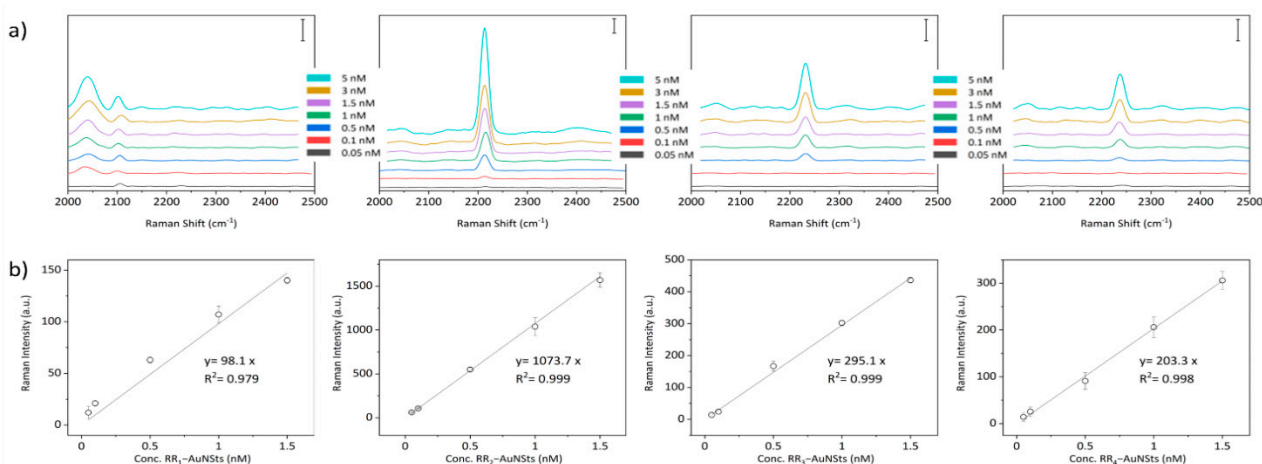 a)
5 nM
3 nM
1.5 nM
1 nM
0.5 nM
0.1 nM
0.05 nM
2000 2100 2200 2300 2400 2500
Raman Shift (cm⁻¹)
5 nM
3 nM
1.5 nM
1 nM
0.5 nM
0.1 nM
0.05 nM
2000 2100 2200 2300 2400 2500
Raman Shift (cm⁻¹)
5 nM
3 nM
1.5 nM
1 nM
0.5 nM
0.1 nM
0.05 nM
2000 2100 2200 2300 2400 2500
Raman Shift (cm⁻¹)
5 nM
3 nM
1.5 nM
1 nM
0.5 nM
0.1 nM
0.05 nM
2000 2100 2200 2300 2400 2500
Raman Shift (cm⁻¹)
b)
Raman Intensity (a.u.)
150
100
50
0
y= 98.1 x
R²= 0.979
0 0.5 1 1.5
Conc. RR₁–AuNSts (nM)
Raman Intensity (a.u.)
1500
1000
500
0
y= 1073.7 x
R²= 0.999
0 0.5 1 1.5
Conc. RR₂–AuNSts (nM)
Raman Intensity (a.u.)
500
400
300
200
100
0
y= 295.1 x
R²= 0.999
0 0.5 1 1.5
Conc. RR₃–AuNSts (nM)
Raman Intensity (a.u.)
300
200
100
0
y= 203.3 x
R²= 0.998
0 0.5 1 1.5
Conc. RR₄–AuNSts (nM)